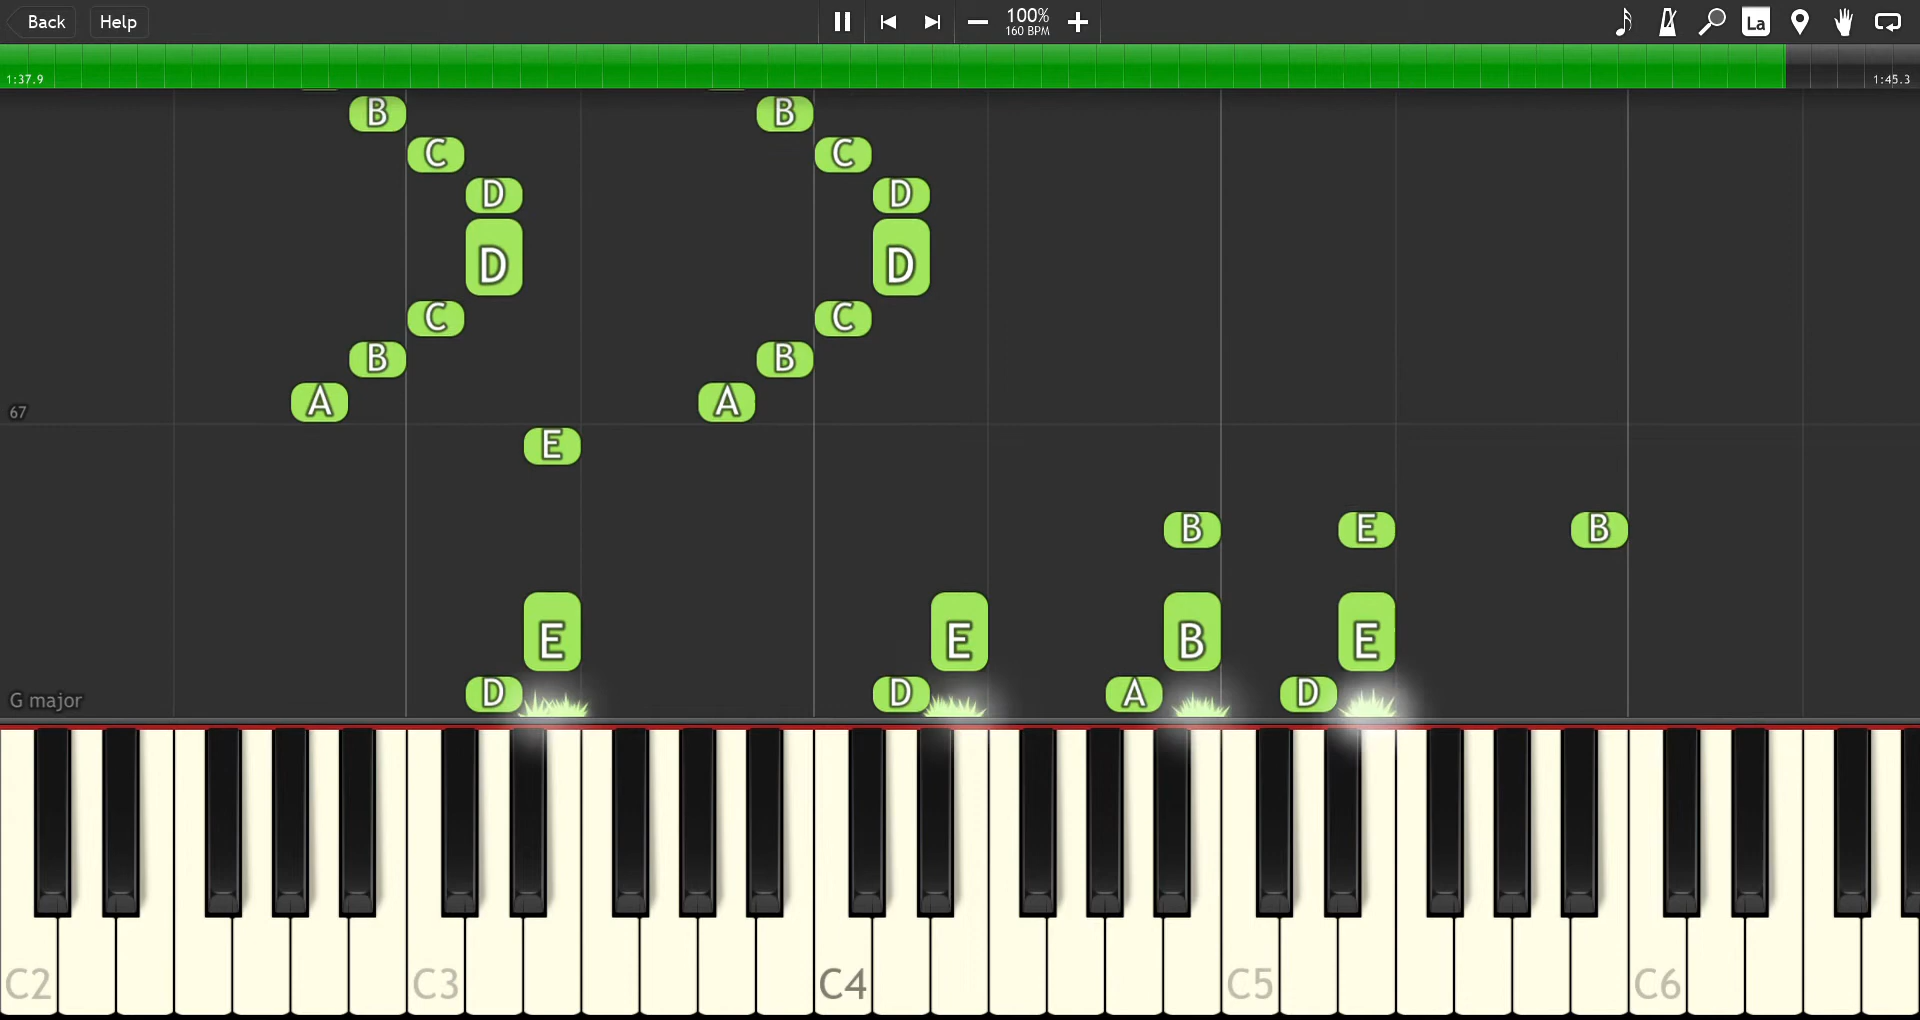 Back Help 100% La
160 BPM
1:37.9 1:45.3
B B
C C
D D
D D
C C
B B
A A
67
E
B E B
E E B E
D D A D
G major
C2 C3 C4 C5 C6